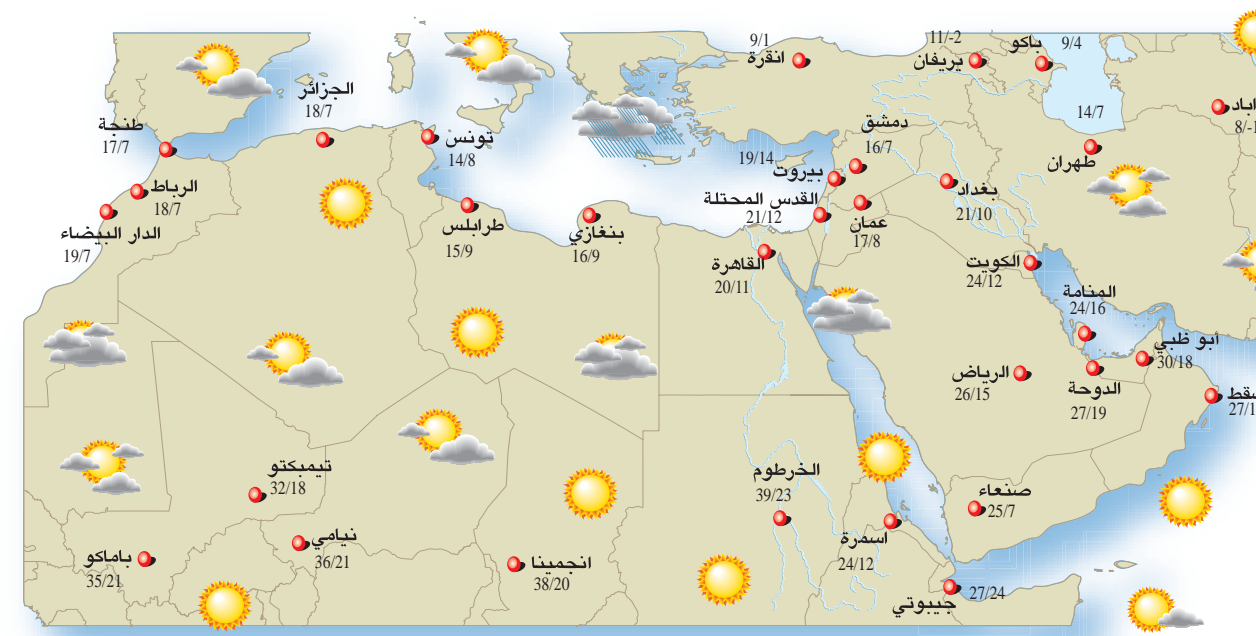 9/1
انقرة
11/-2
يريفان
باكو
9/4
الجزائر
18/7
14/7
طهران
8/-1
طنجة
17/7
تونس
14/8
دمشق
16/7
19/14
بيروت
بغداد
21/10
الرباط
18/7
القدس المحتلة
21/12
عمان
17/8
الدار البيضاء
19/7
طرابلس
15/9
بنغازي
16/9
القاهرة
20/11
الكويت
24/12
المنامة
24/16
أبو ظبي
30/18
الرياض
26/15
الدوحة
27/19
تيمبكتو
32/18
الخرطوم
39/23
صنعاء
25/7
نيامي
36/21
باماكو
35/21
انجمينا
38/20
اسمرة
24/12
جيبوتي
27/24